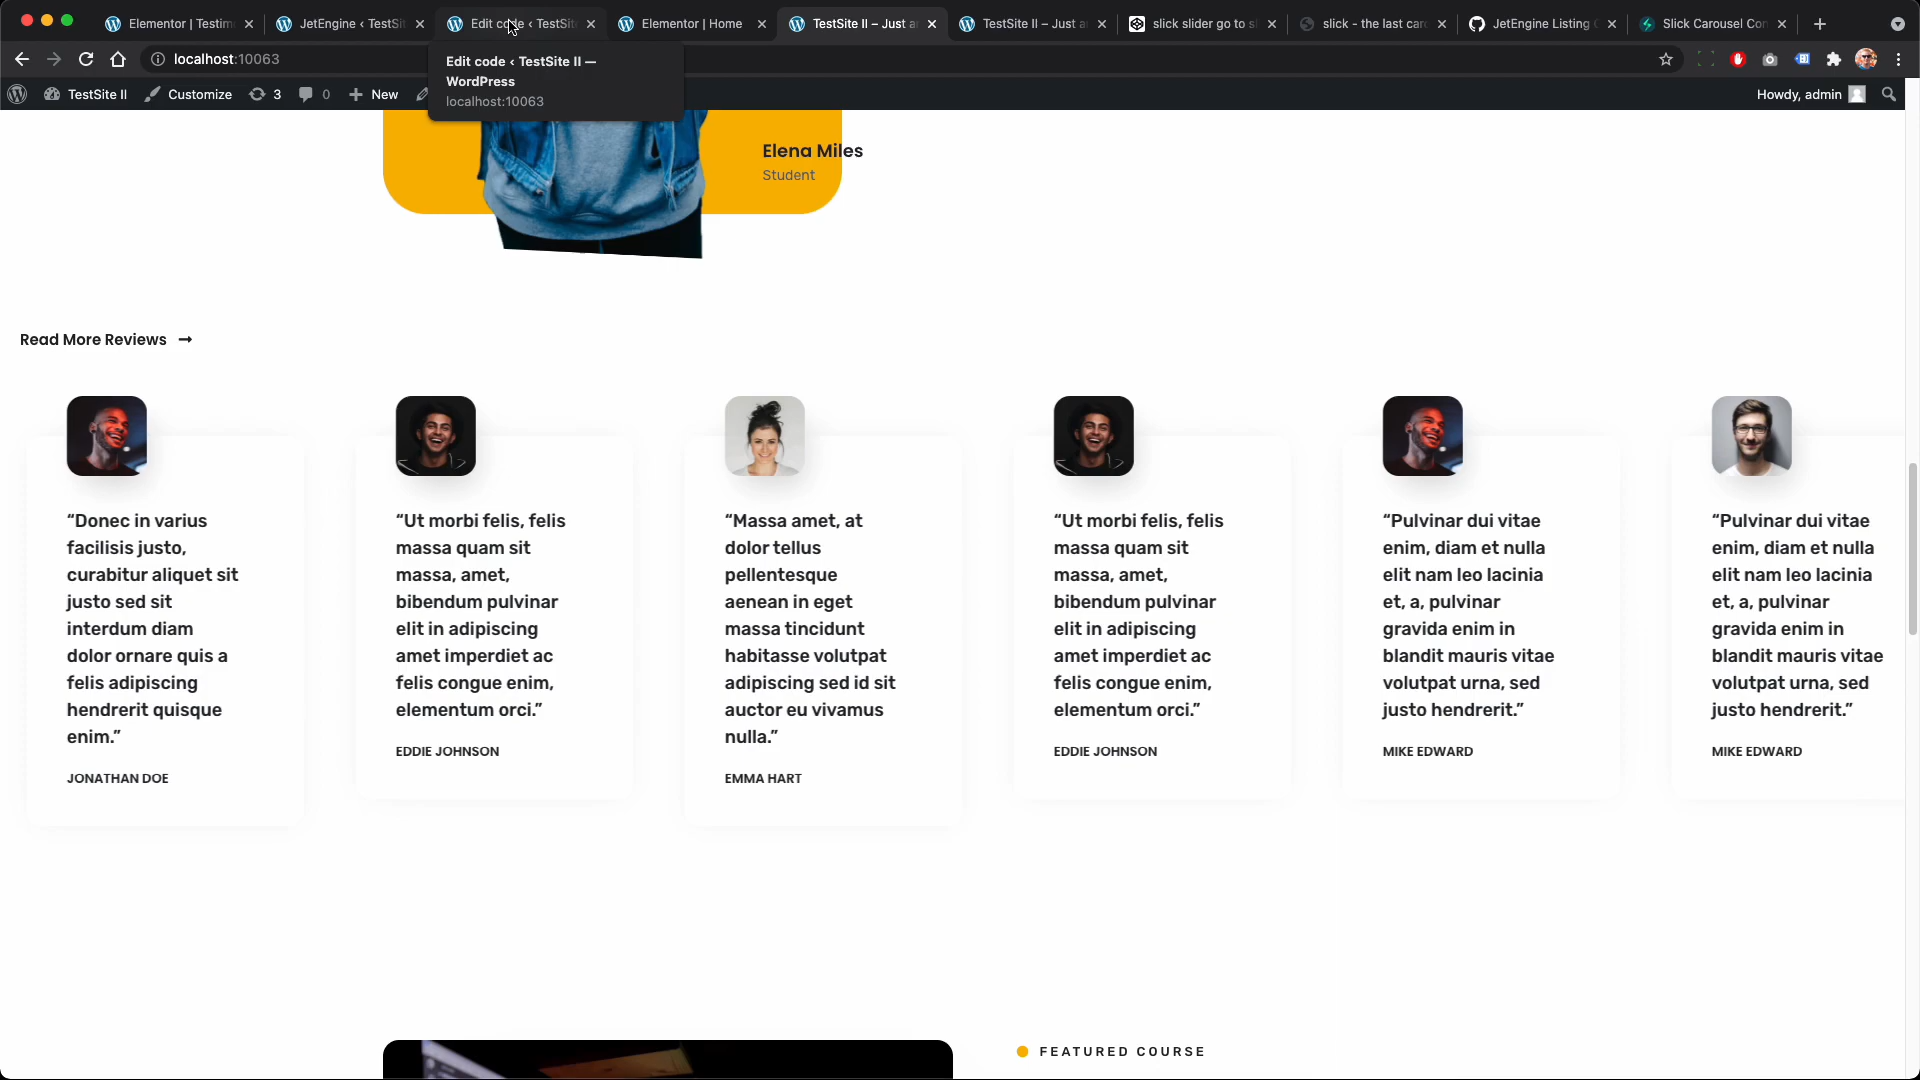 Elementor | Testim
JetEngine ‹ TestSit
Edit code ‹ TestSite
Elementor | Home
TestSite II – Just a
TestSite II – Just a
slick slider go to s
slick - the last car
JetEngine Listing
Slick Carousel Con
localhost:10063
Edit code ‹ TestSite II —
WordPress
localhost:10063
TestSite II
Customize
3
0
New
Howdy, admin
Elena Miles
Student
Read More Reviews
“Donec in varius
facilisis justo,
curabitur aliquet sit
justo sed sit
interdum diam
dolor ornare quis a
felis adipiscing
hendrerit quisque
enim.”
JONATHAN DOE
“Ut morbi felis, felis
massa quam sit
massa, amet,
bibendum pulvinar
elit in adipiscing
amet imperdiet ac
felis congue enim,
elementum orci.”
EDDIE JOHNSON
“Massa amet, at
dolor tellus
pellentesque
aenean in eget
massa tincidunt
habitasse volutpat
adipiscing sed id sit
auctor eu vivamus
nulla.”
EMMA HART
“Ut morbi felis, felis
massa quam sit
massa, amet,
bibendum pulvinar
elit in adipiscing
amet imperdiet ac
felis congue enim,
elementum orci.”
EDDIE JOHNSON
“Pulvinar dui vitae
enim, diam et nulla
elit nam leo lacinia
et, a, pulvinar
gravida enim in
blandit mauris vitae
volutpat urna, sed
justo hendrerit.”
MIKE EDWARD
“Pulvinar dui vitae
enim, diam et nulla
elit nam leo lacinia
et, a, pulvinar
gravida enim in
blandit mauris vitae
volutpat urna, sed
justo hendrerit.”
MIKE EDWARD
FEATURED COURSE